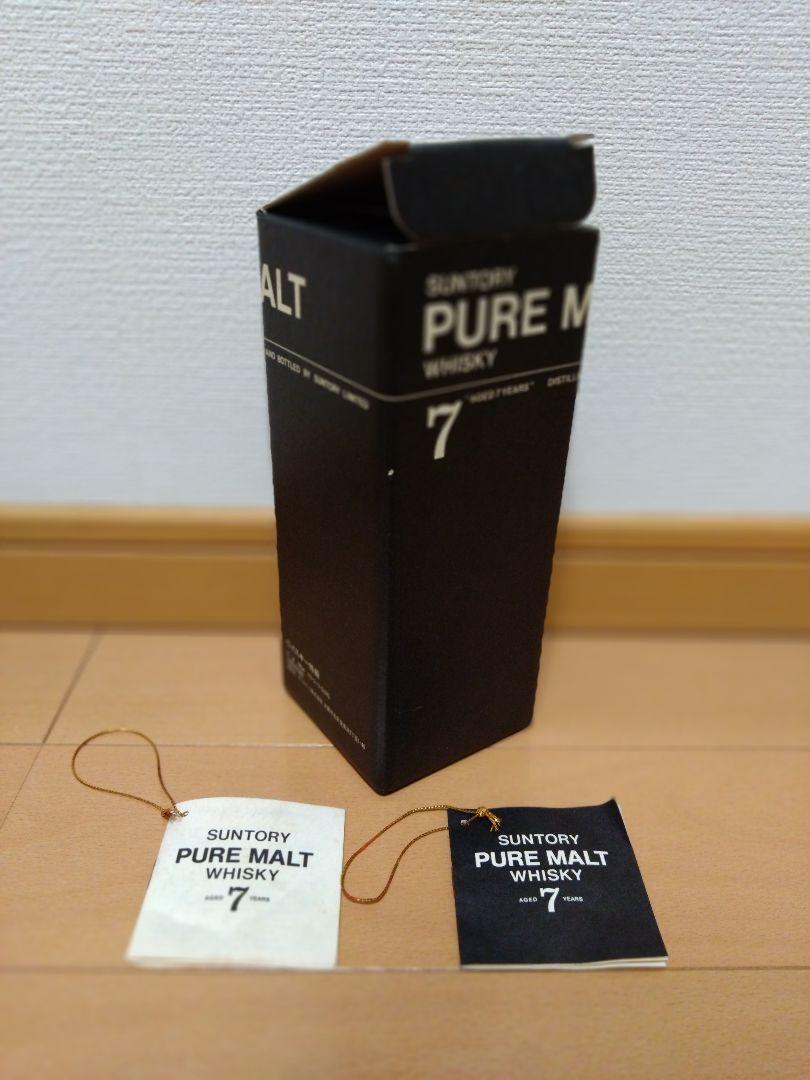 ALT
AND BOTTLED BY SUNTORY LIMITED
SUNTORY
PURE M
WHISKY
"AGED 7 YEARS" DISTILL
7
SUNTORY
PURE MALT
WHISKY
AGED 7 YEARS
SUNTORY
PURE MALT
WHISKY
AGED 7 YEARS